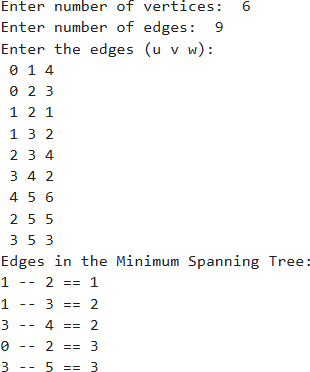 Enter number of vertices:  6
Enter number of edges:  9
Enter the edges (u v w):
0 1 4
0 2 3
1 2 1
1 3 2
2 3 4
3 4 2
4 5 6
2 5 5
3 5 3
Edges in the Minimum Spanning Tree:
1 -- 2 == 1
1 -- 3 == 2
3 -- 4 == 2
0 -- 2 == 3
3 -- 5 == 3